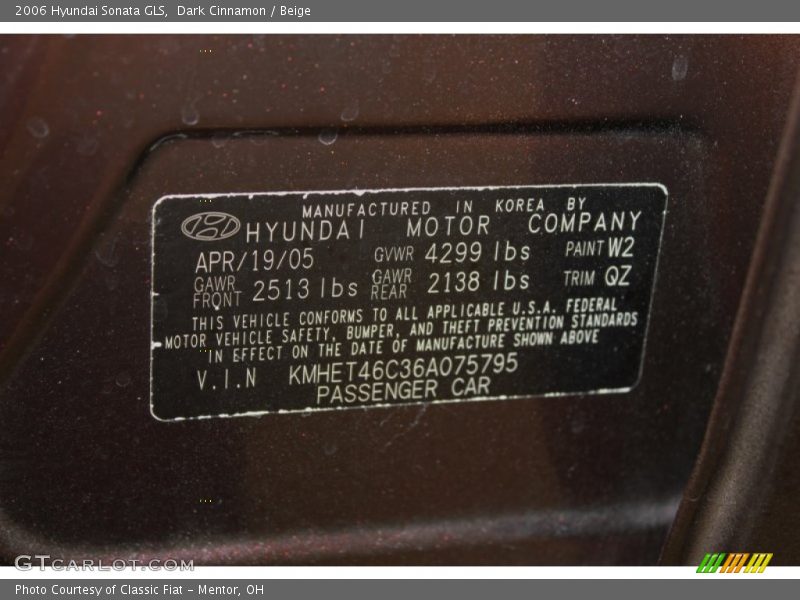 2006 Hyundai Sonata GLS,  Dark Cinnamon / Beige
MANUFACTURED IN KOREA BY
HYUNDAI MOTOR COMPANY
APR/19/05 GVWR 4299 lbs PAINT W2
GAWR FRONT 2513 lbs GAWR REAR 2138 lbs TRIM QZ
THIS VEHICLE CONFORMS TO ALL APPLICABLE U.S.A. FEDERAL
MOTOR VEHICLE SAFETY, BUMPER, AND THEFT PREVENTION STANDARDS
IN EFFECT ON THE DATE OF MANUFACTURE SHOWN ABOVE
V.I.N KMHET46C36A075795
PASSENGER CAR
GTCARLOT.COM
Photo Courtesy of Classic Fiat - Mentor, OH